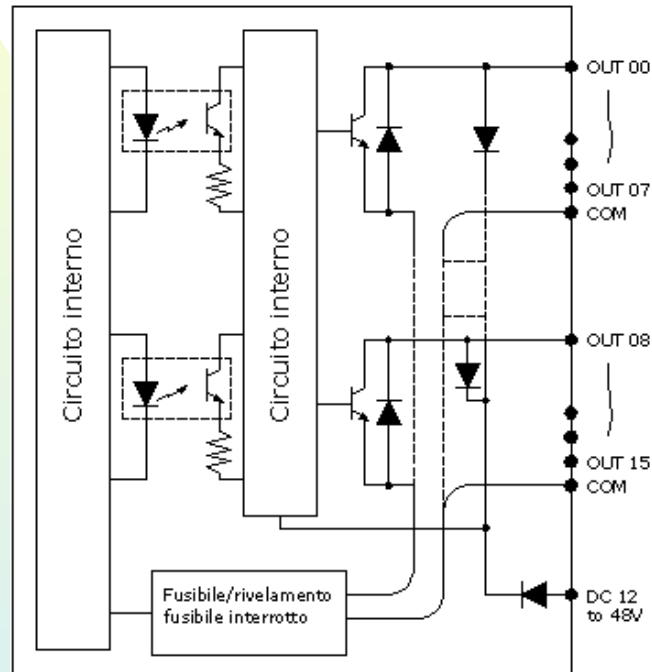 Circuito interno
Circuito interno
OUT 00
OUT 07
COM
OUT 08
OUT 15
COM
Fusibile/rivelamento
fusibile interrotto
DC 12
to 48V